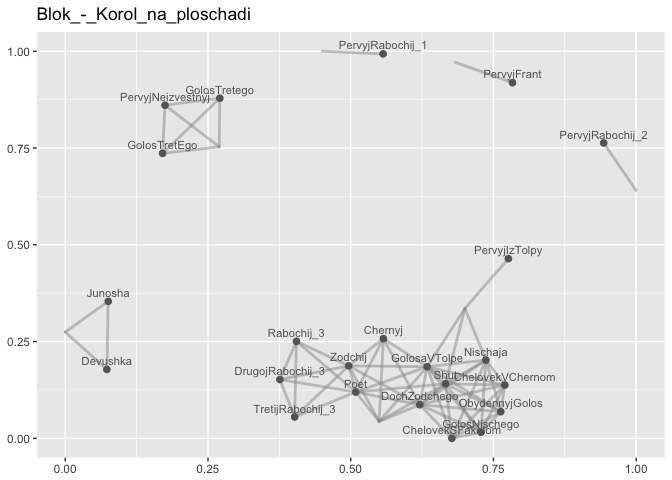 Blok_-_Korol_na_ploschadi
1.00
PervyjRabochij_1
PervyjFrant
GolosTretego
PervyjNeizvestnyj
PervyjRabochij_2
0.75
GolosTretEgo
0.50
PervyjIzTolpy
Junosha
Rabochij_3
Chernyj
0.25
Zodchij
GolosaVTolpe
Nischaja
Devushka
DrugojRabochij_3
Shut
ChelovekVChernom
Poet
DochZodchego
ObydennyjGolos
TretijRabochij_3
GolosNischego
ChelovekSFakelom
0.00
0.00 0.25 0.50 0.75 1.00